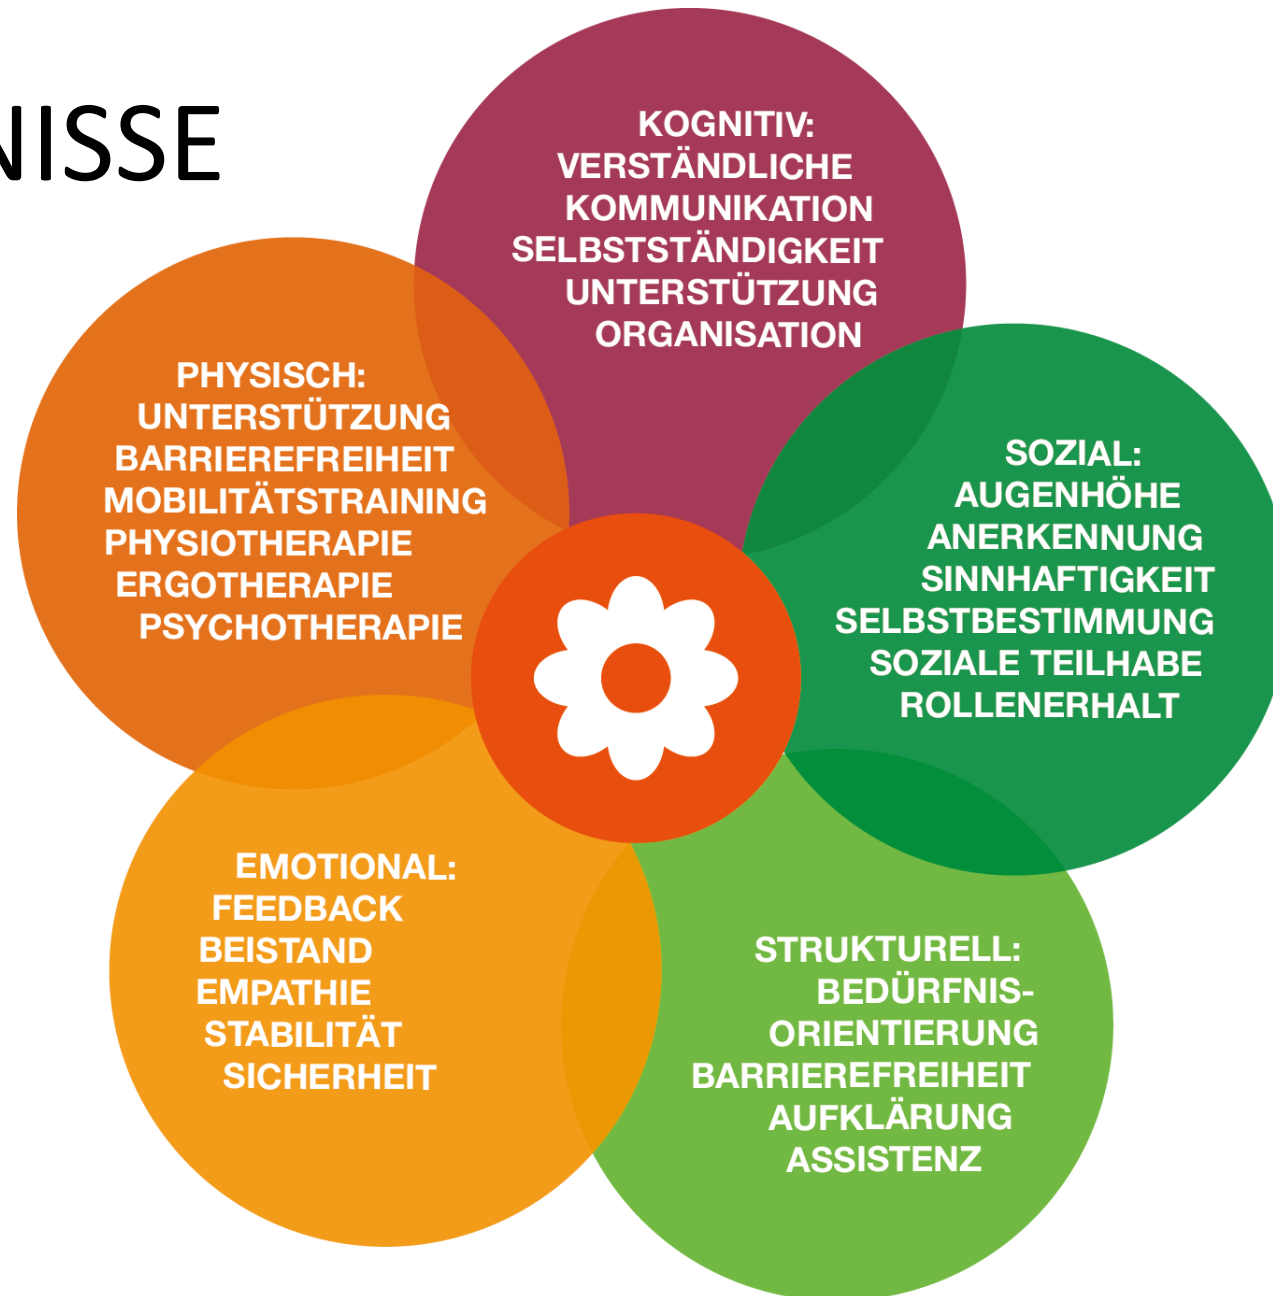 NISSE
KOGNITIV:
VERSTÄNDLICHE
KOMMUNIKATION
SELBSTSTÄNDIGKEIT
UNTERSTÜTZUNG
ORGANISATION
PHYSISCH:
UNTERSTÜTZUNG
BARRIEREFREIHEIT
MOBILITÄTSTRAINING
PHYSIOTHERAPIE
ERGOTHERAPIE
PSYCHOTHERAPIE
SOZIAL:
AUGENHÖHE
ANERKENNUNG
SINNHAFTIGKEIT
SELBSTBESTIMMUNG
SOZIALE TEILHABE
ROLLENERHALT
EMOTIONAL:
FEEDBACK
BEISTAND
EMPATHIE
STABILITÄT
SICHERHEIT
STRUKTURELL:
BEDÜRFNIS-
ORIENTIERUNG
BARRIEREFREIHEIT
AUFKLÄRUNG
ASSISTENZ